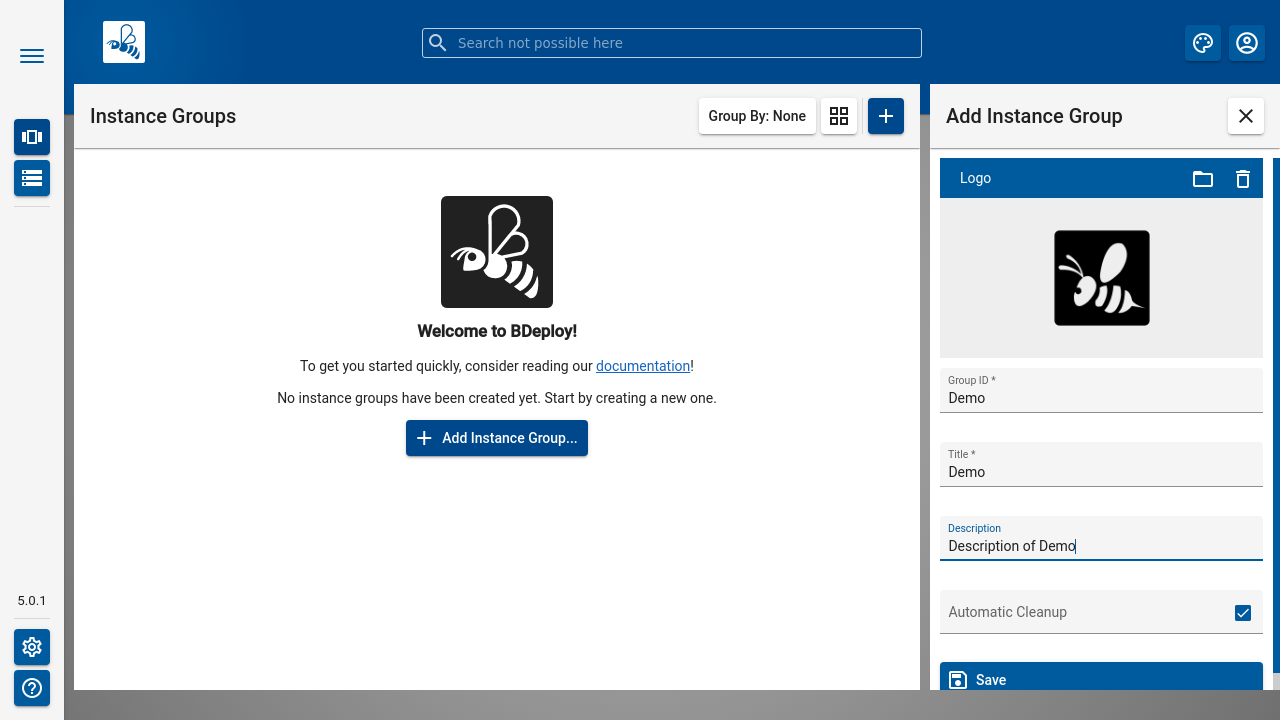 Search not possible here
Instance Groups
Group By: None
Add Instance Group
Logo
Welcome to BDeploy!
To get you started quickly, consider reading our documentation!
No instance groups have been created yet. Start by creating a new one.
Add Instance Group...
Group ID *
Demo
Title *
Demo
Description
Description of Demo
Automatic Cleanup
Save
5.0.1